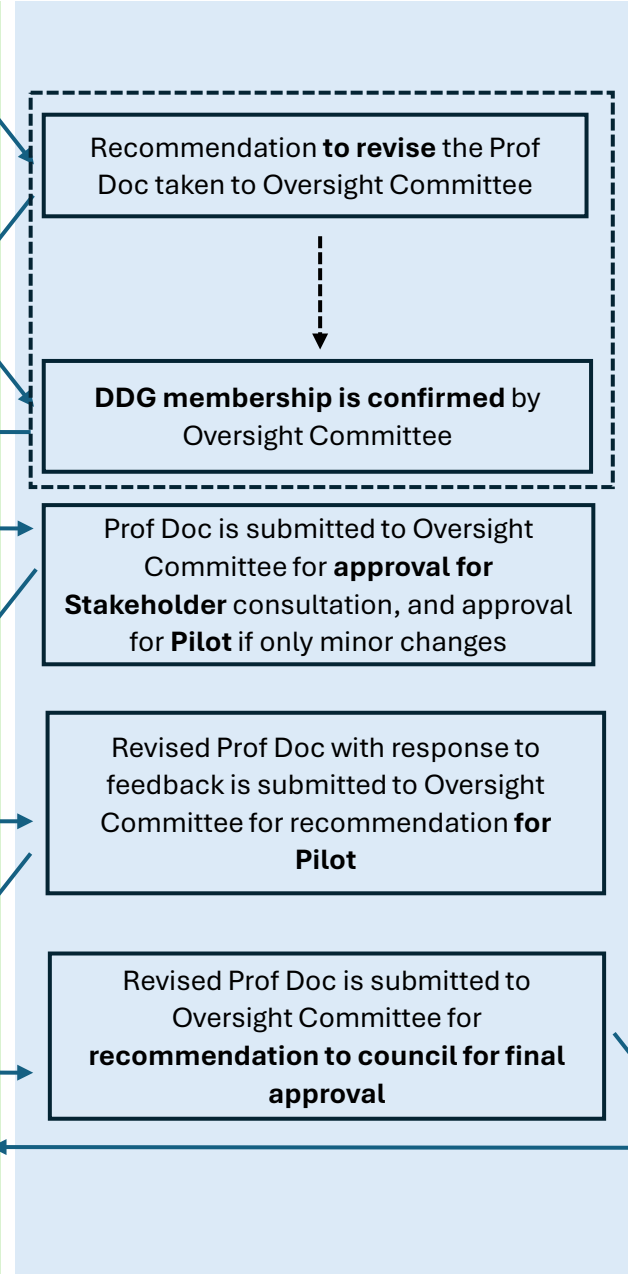 Recommendation to revise the Prof
Doc taken to Oversight Committee
DDG membership is confirmed by
Oversight Committee
Prof Doc is submitted to Oversight
Committee for approval for
Stakeholder consultation, and approval
for Pilot if only minor changes
Revised Prof Doc with response to
feedback is submitted to Oversight
Committee for recommendation for
Pilot
Revised Prof Doc is submitted to
Oversight Committee for
recommendation to council for final
approval